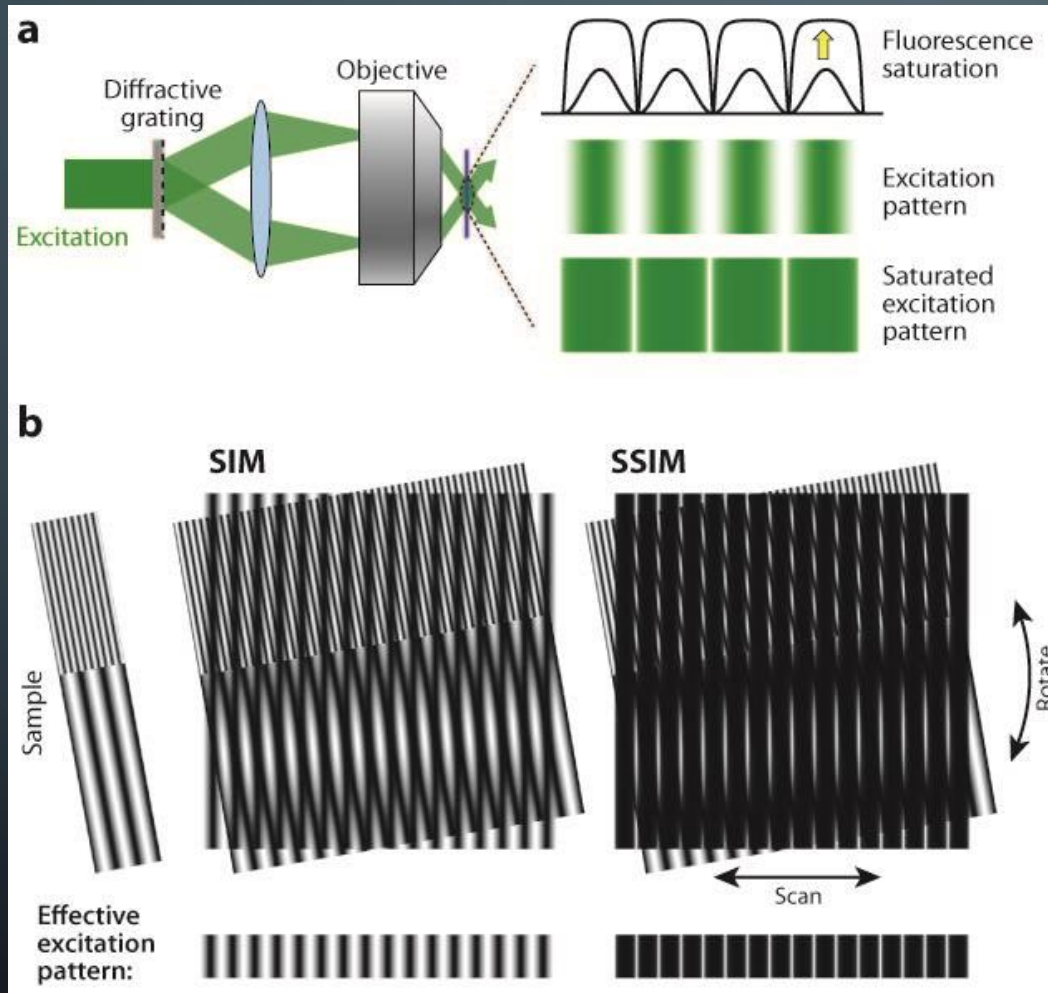 a
Diffractive
grating
Objective
Excitation
Fluorescence
saturation
Excitation
pattern
Saturated
excitation
pattern
b
SIM
SSIM
Sample
Rotate
Scan
Effective
excitation
pattern: